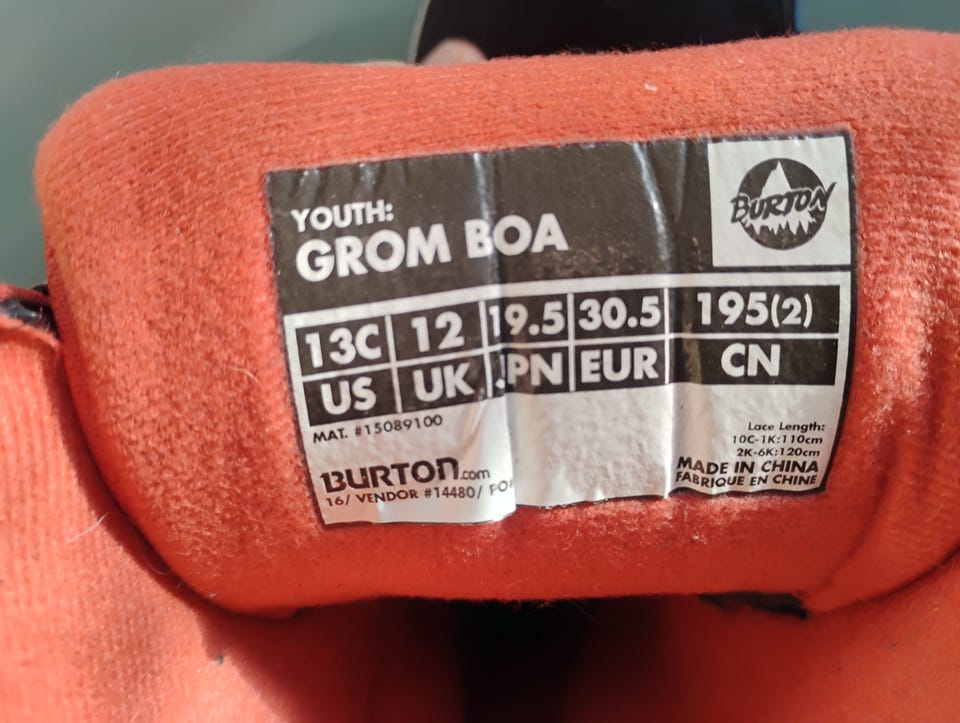 YOUTH:
GROM BOA
BURTON
13C 12 19.5 30.5 195(2)
US UK JPN EUR CN
MAT. #15089100
Lace Length:
10C-1K:110cm
2K-6K:120cm
BURTON.com
MADE IN CHINA
16/ VENDOR #14480/ PO#
FABRIQUE EN CHINE